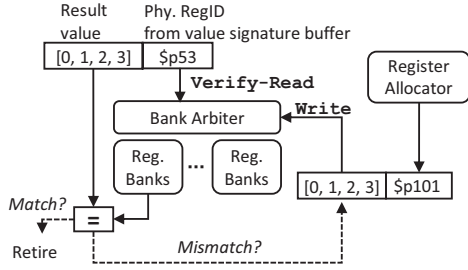 Result value
Phy. RegID
from value signature buffer
[0, 1, 2, 3]
$p53
Verify-Read
Register
Allocator
Bank Arbiter
Write
Reg.
Banks
...
Reg.
Banks
[0, 1, 2, 3]
$p101
Match?
=
Retire
Mismatch?